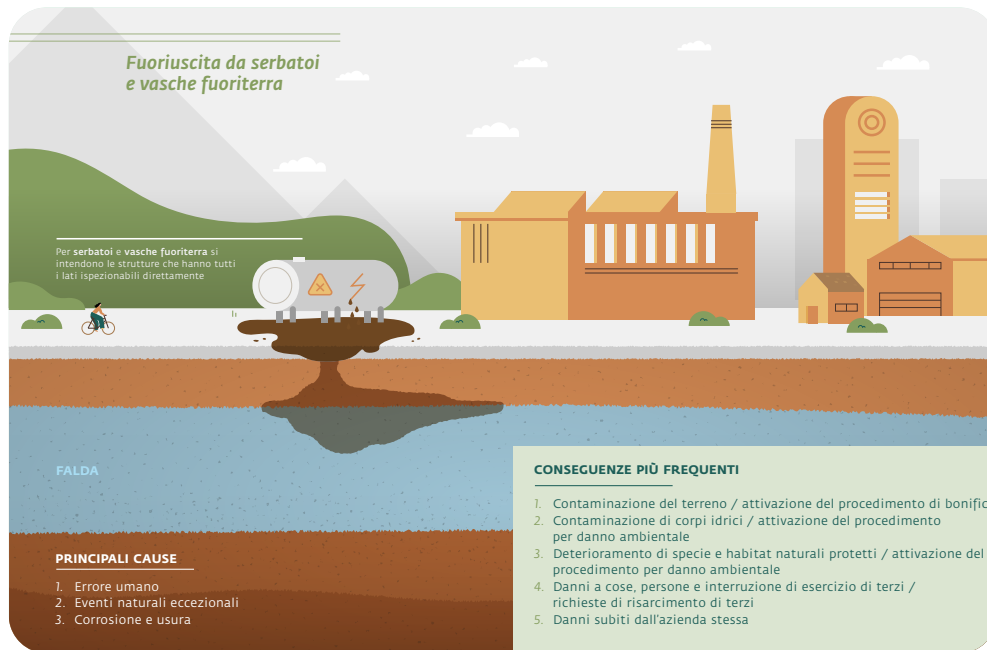 Fuoriuscita da serbatoi
e vasche fuoriterra
Per serbatoi e vasche fuoriterra si
intendono le strutture che hanno tutti
i lati ispezionabili direttamente
FALDA
PRINCIPALI CAUSE
1. Errore umano
2. Eventi naturali eccezionali
3. Corrosione e usura
CONSEGUENZE PIÙ FREQUENTI
1. Contaminazione del terreno / attivazione del procedimento di bonific
2. Contaminazione di corpi idrici / attivazione del procedimento
per danno ambientale
3. Deterioramento di specie e habitat naturali protetti / attivazione del
procedimento per danno ambientale
4. Danni a cose, persone e interruzione di esercizio di terzi /
richieste di risarcimento di terzi
5. Danni subiti dall'azienda stessa